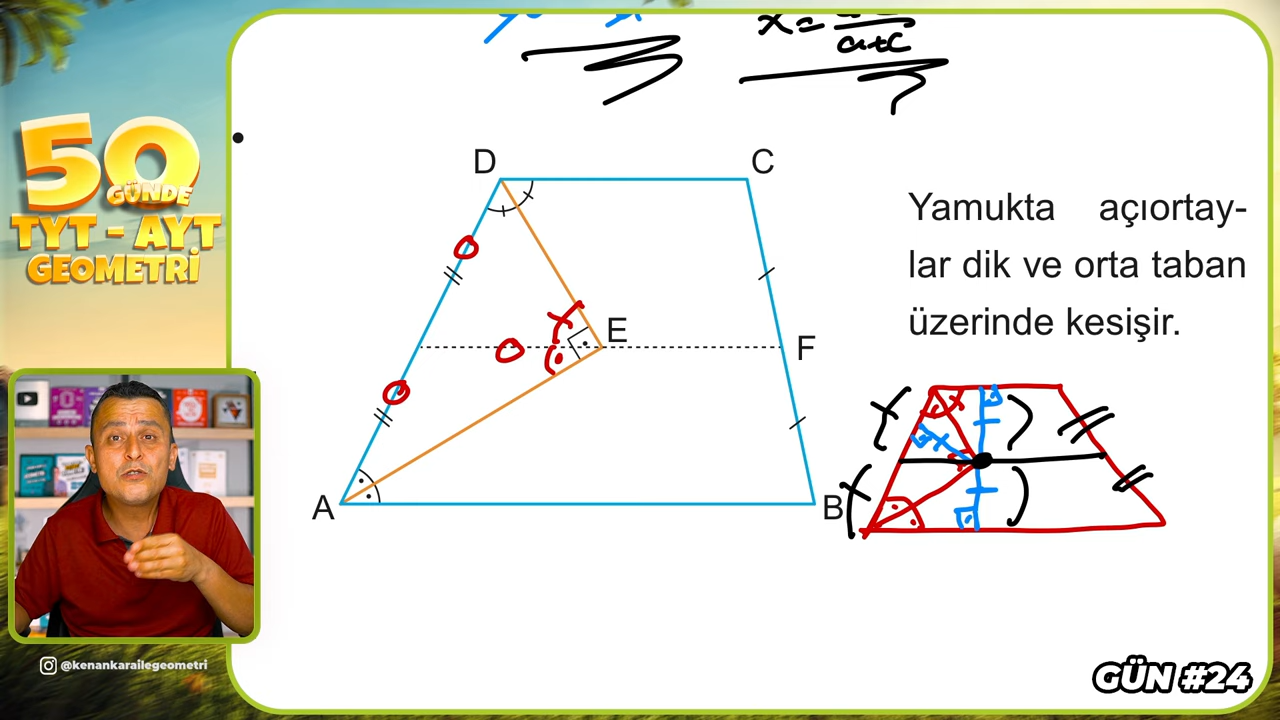 x =
a+c
50
GÜNDE
TYT - AYT
GEOMETRİ
D
C
Yamukta açıortay-
lar dik ve orta taban
üzerinde kesişir.
E
F
A
B
@kenankarailegeometri
GÜN #24